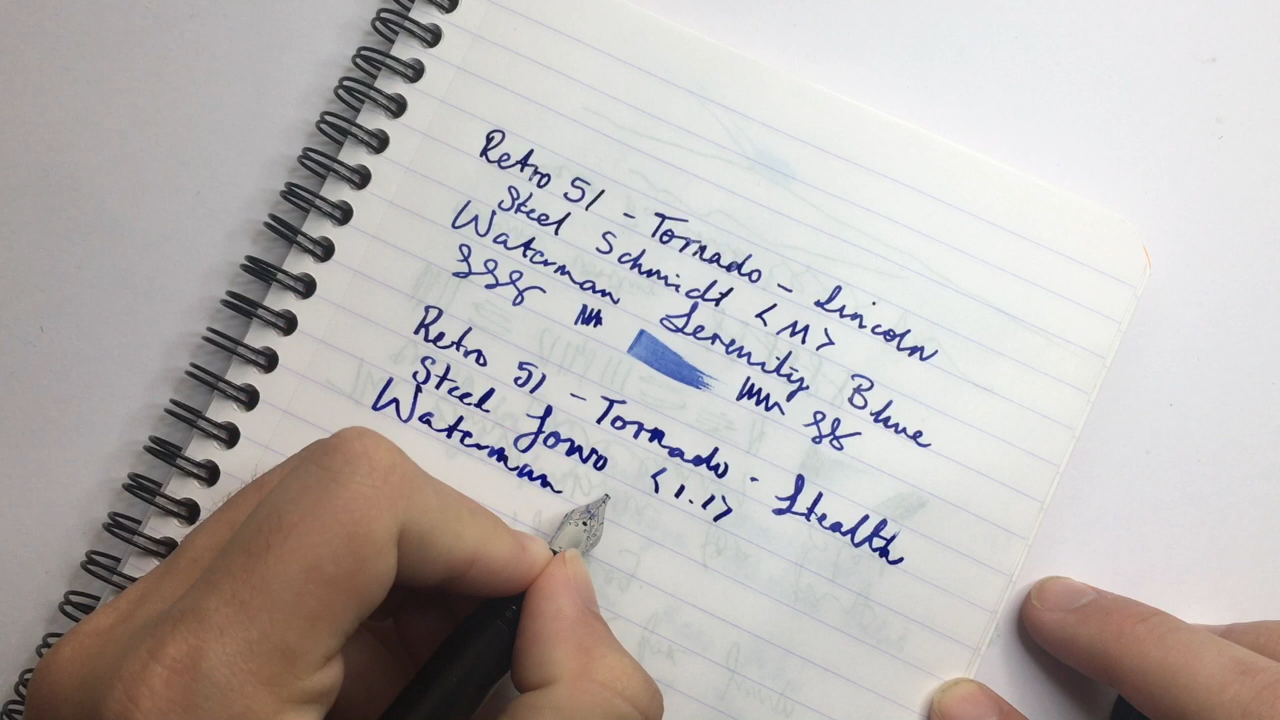 Retro 51 - Tornado - Lincoln
Steel Schmidt <M>
Waterman Serenity Blue
Retro 51 - Tornado - Stealth
Steel Jowo <1.1>
Waterman